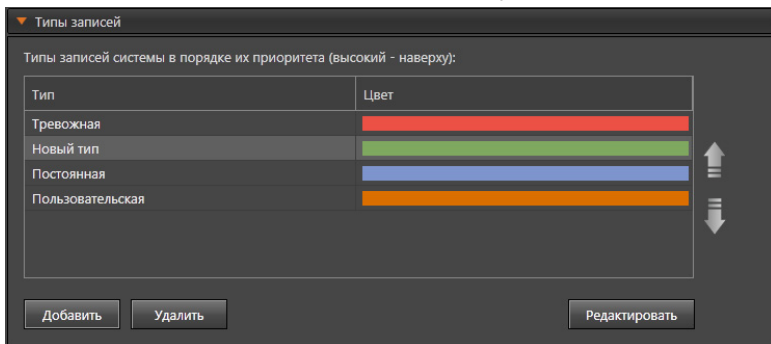 Типы записей
Типы записей системы в порядке их приоритета (высокий - наверху):
Тип Цвет
Тревожная
Новый тип
Постоянная
Пользовательская
Добавить Удалить Редактировать